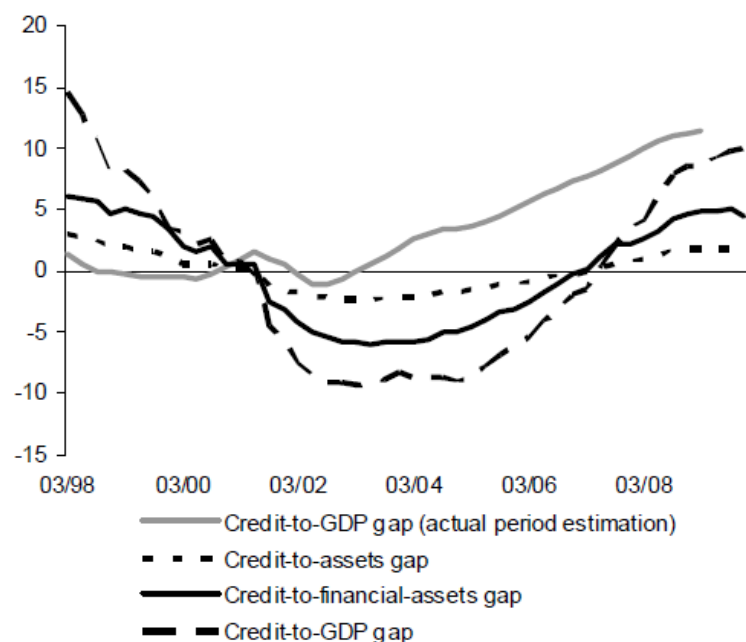 20
15
10
5
0
-5
-10
-15
03/98 03/00 03/02 03/04 03/06 03/08
Credit-to-GDP gap (actual period estimation)
Credit-to-assets gap
Credit-to-financial-assets gap
Credit-to-GDP gap